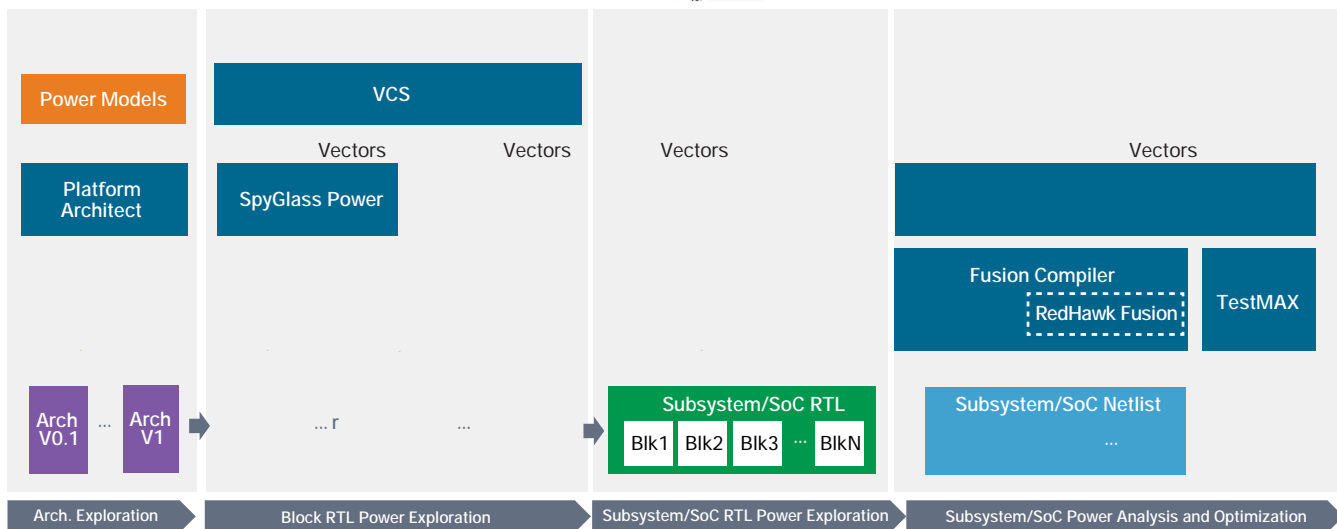 Power Models
VCS
Vectors
Vectors
Vectors
Vectors
Platform
Architect
SpyGlass Power
Fusion Compiler
RedHawk Fusion
TestMAX
Arch
V0.1
...
Arch
V1
... r
...
Subsystem/SoC RTL
Blk1
Blk2
Blk3
...
BlkN
Subsystem/SoC Netlist
...
Arch. Exploration
Block RTL Power Exploration
Subsystem/SoC RTL Power Exploration
Subsystem/SoC Power Analysis and Optimization